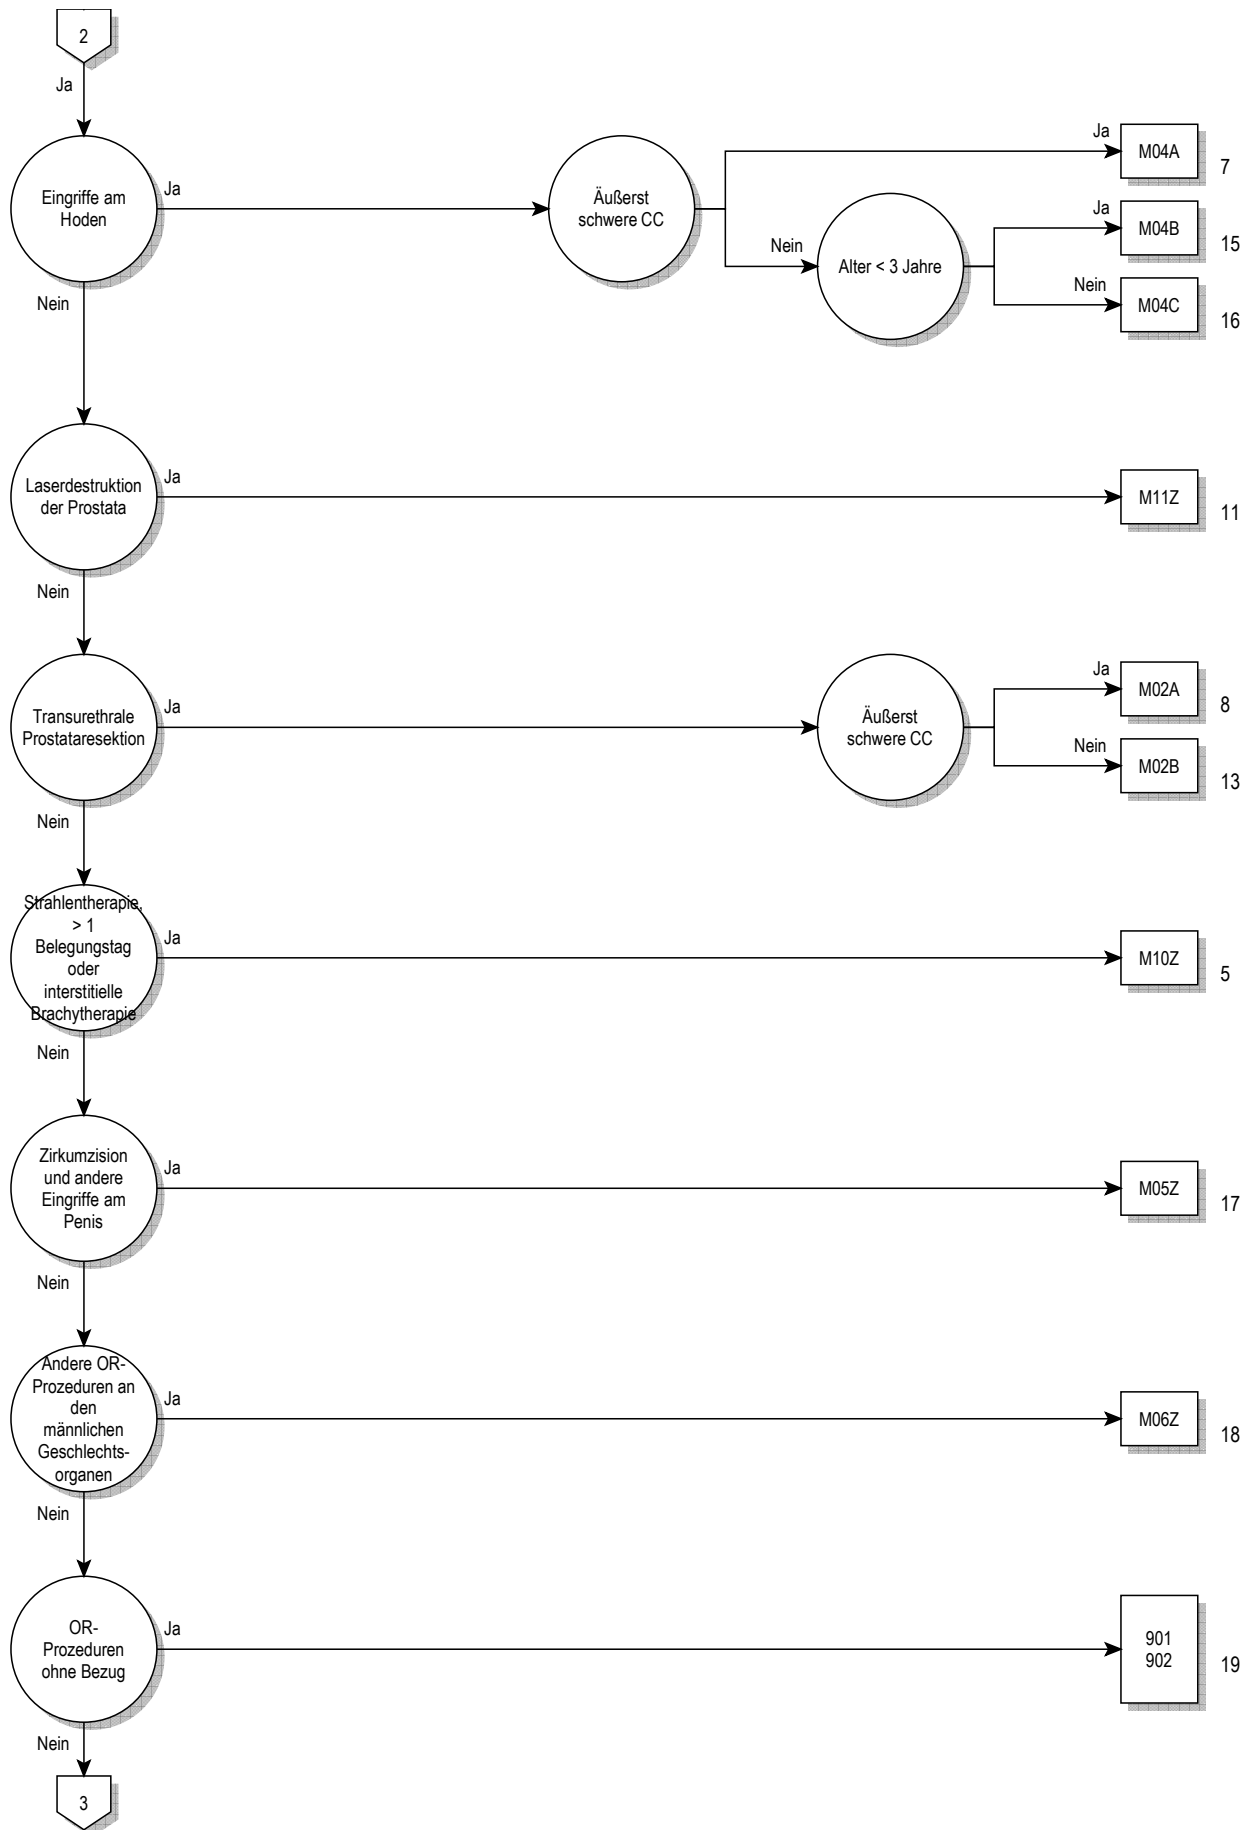 2
Ja
Eingriffe am
Hoden
Ja
Äußerst
schwere CC
Ja
M04A
7
Nein
Alter < 3 Jahre
Ja
M04B
15
Nein
M04C
16
Nein
Laserdestruktion
der Prostata
Ja
M11Z
11
Nein
Transurethrale
Prostataresektion
Ja
Äußerst
schwere CC
Ja
M02A
8
Nein
M02B
13
Nein
Strahlentherapie,
> 1
Belegungstag
oder
interstitielle
Brachytherapie
Ja
M10Z
5
Nein
Zirkumzision
und andere
Eingriffe am
Penis
Ja
M05Z
17
Nein
Andere OR-
Prozeduren an
den
männlichen
Geschlechts-
organen
Ja
M06Z
18
Nein
OR-
Prozeduren
ohne Bezug
Ja
901
902
19
Nein
3